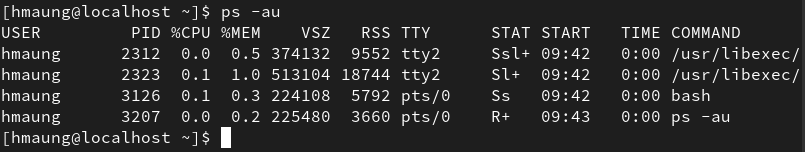 [hmaung@localhost ~]$ ps -au
USER         PID %CPU %MEM    VSZ   RSS TTY      STAT START   TIME COMMAND
hmaung      2312  0.0  0.5 374132  9552 tty2     Ssl+ 09:42   0:00 /usr/libexec/
hmaung      2323  0.1  1.0 513104 18744 tty2     Sl+  09:42   0:00 /usr/libexec/
hmaung      3126  0.1  0.3 224108  5792 pts/0    Ss   09:42   0:00 bash
hmaung      3207  0.0  0.2 225480  3660 pts/0    R+   09:43   0:00 ps -au
[hmaung@localhost ~]$